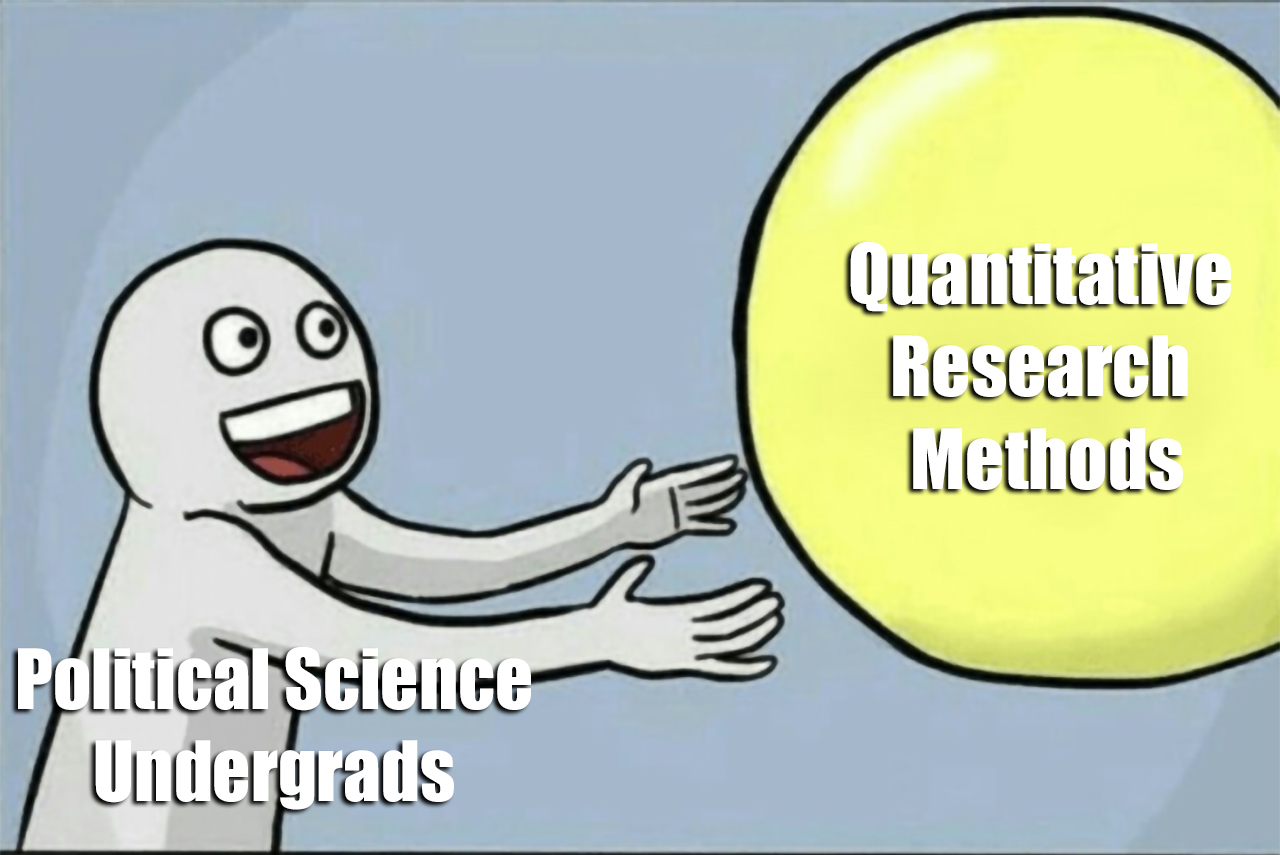 Quantitative
Research
Methods
Political Science
Undergrads